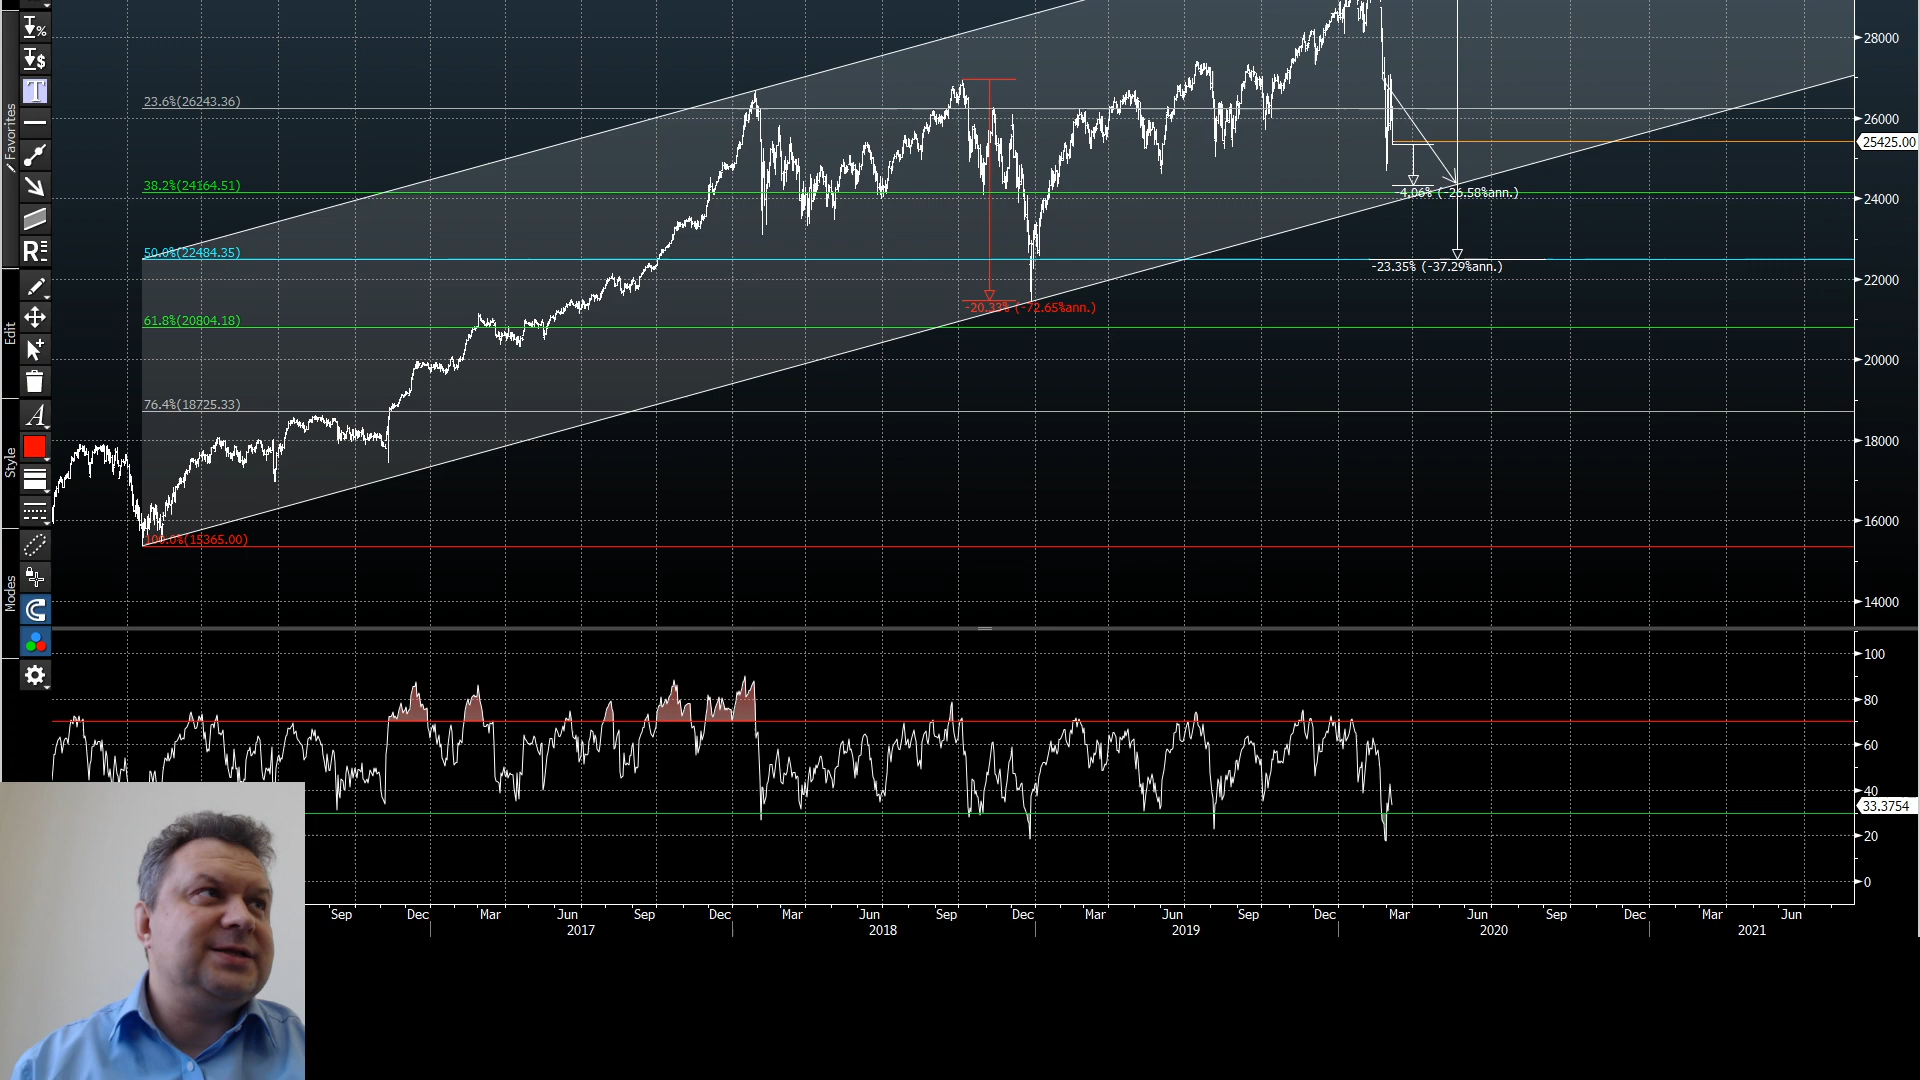 %
$
T
Favorites
R
Edit
A
Style
Modes
23.6%(26243.36)
38.2%(24164.51)
50.0%(22484.35)
61.8%(20804.18)
76.4%(18725.33)
100.0%(15365.00)
-20.33% (-72.65%ann.)
-4.06% (-26.58%ann.)
-23.35% (-37.29%ann.)
28000
26000
25425.00
24000
22000
20000
18000
16000
14000
100
80
60
40
33.3754
20
0
Sep Dec Mar Jun Sep Dec Mar Jun Sep Dec Mar Jun Sep Dec Mar Jun Sep Dec Mar Jun
2017 2018 2019 2020 2021